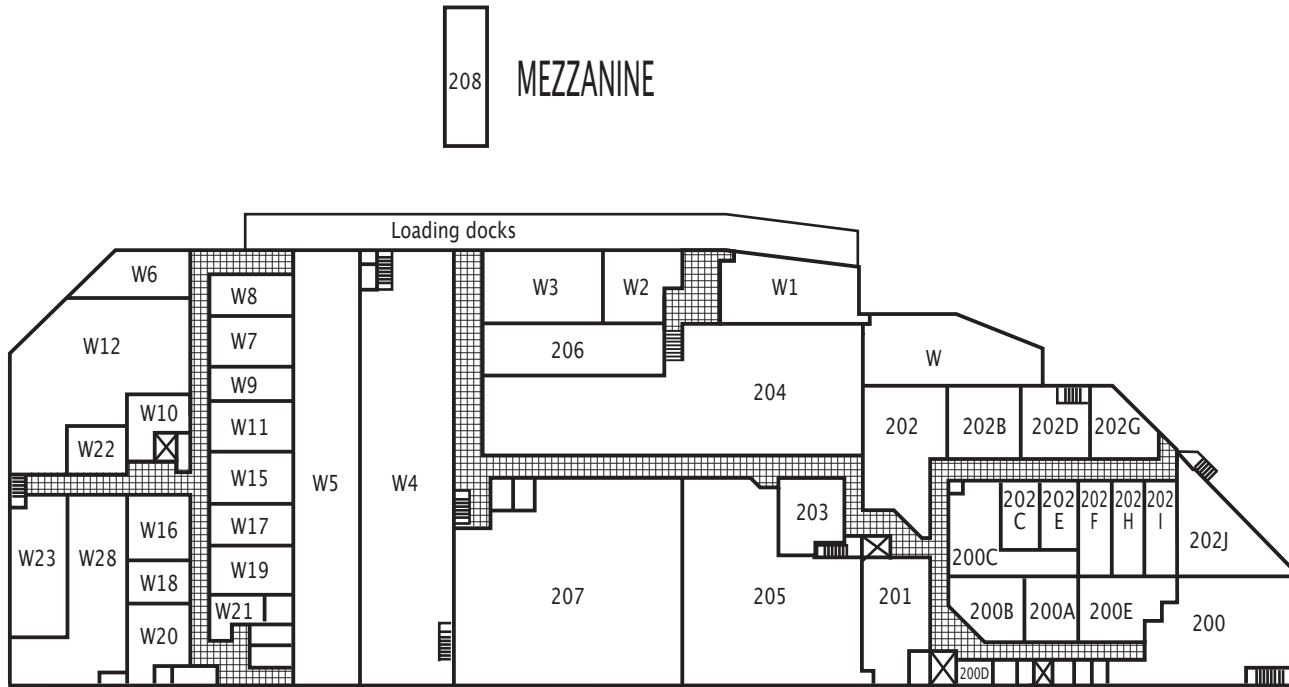 208
MEZZANINE
Loading docks
W6
W8
W3
W2
W1
W12
W7
206
W
W9
204
W10
W11
202
202B
202D
202G
W22
W15
W5
W4
203
202
C
202
E
202
F
202
H
202
I
W16
W17
W23
W28
200C
202J
W18
W19
207
205
201
W21
200B
200A
200E
200
W20
200D